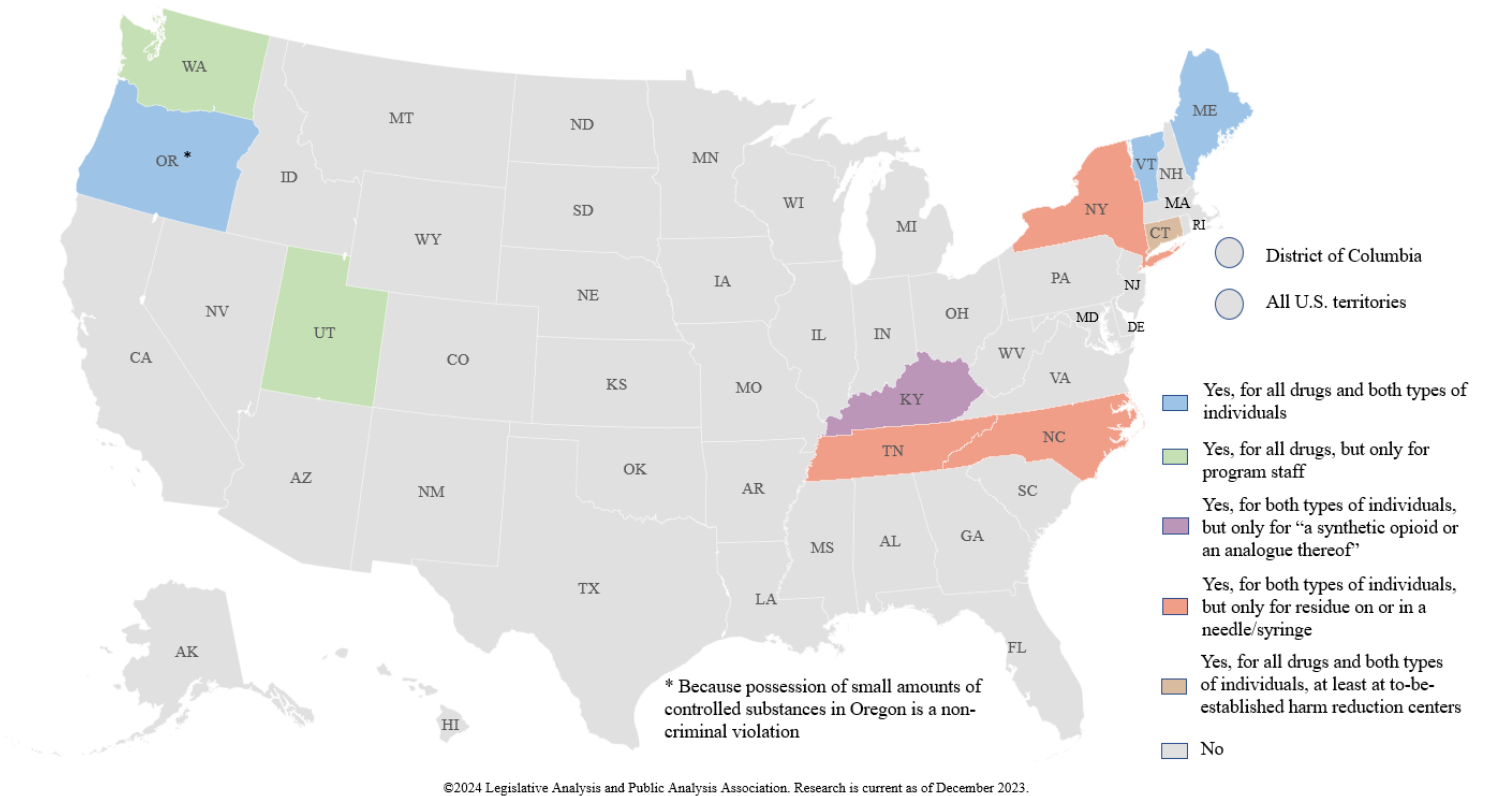 WA
ME
MT
ND
OR *
MN
VT
NH
ID
WI
MA
SD
NY
RI
MI
WY
CT
District of Columbia
PA
IA
NJ
NE
All U.S. territories
NV
OH
MD
DE
UT
IL
IN
WV
CA
CO
VA
KS
MO
KY
Yes, for all drugs and both types of
individuals
NC
TN
Yes, for all drugs, but only for
program staff
OK
AZ
AR
NM
SC
Yes, for both types of individuals,
but only for “a synthetic opioid or
an analogue thereof”
GA
AL
MS
TX
LA
Yes, for both types of individuals,
but only for residue on or in a
needle/syringe
FL
AK
Yes, for all drugs and both types
of individuals, at least at to-be-
established harm reduction centers
* Because possession of small amounts of
controlled substances in Oregon is a non-
criminal violation
HI
No
©2024 Legislative Analysis and Public Analysis Association. Research is current as of December 2023.